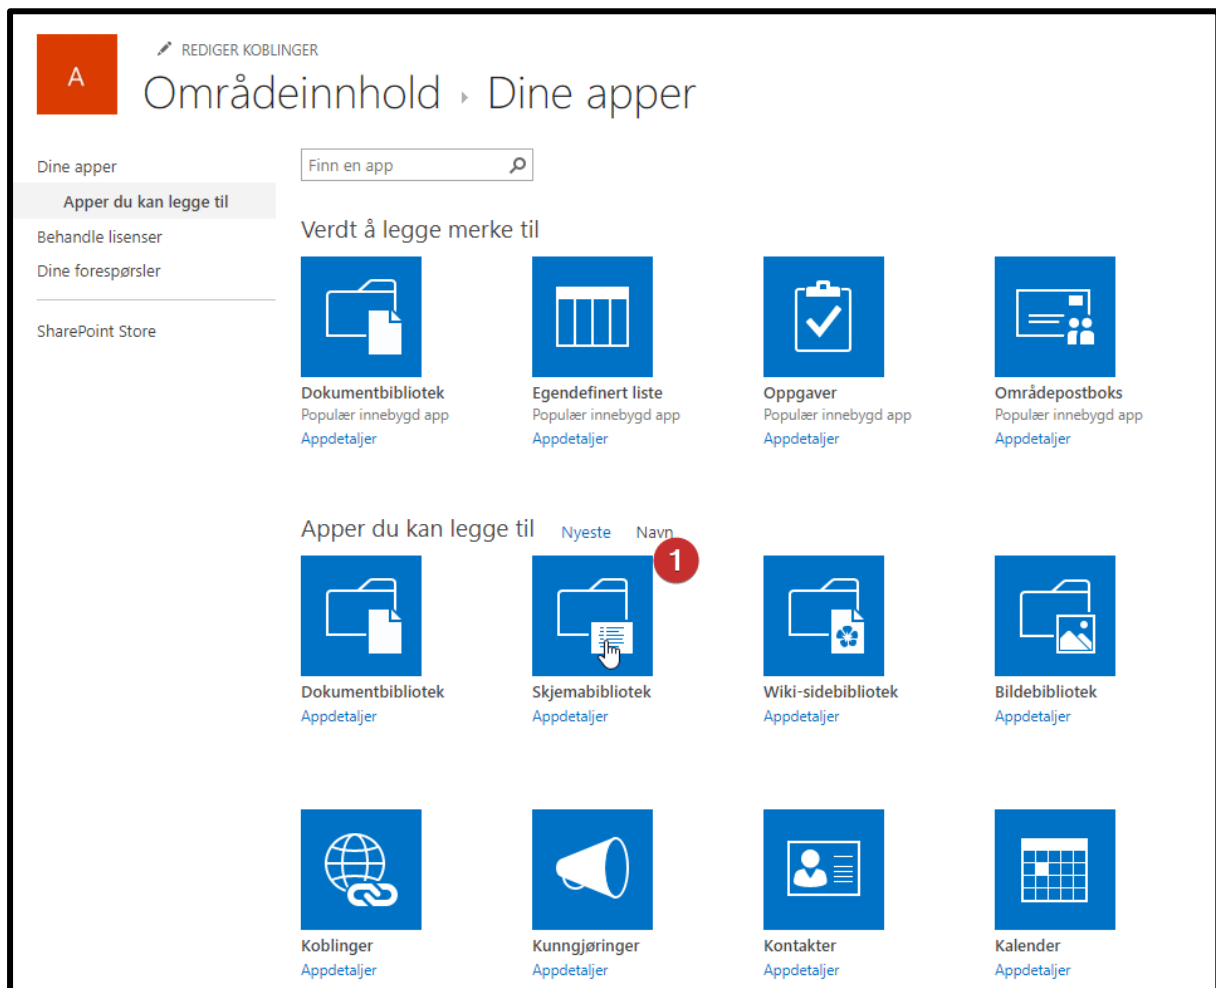 REDIGER KOBLINGER
A
Områdeinnhold ▸ Dine apper
Dine apper
Apper du kan legge til
Behandle lisenser
Dine forespørsler
SharePoint Store
Finn en app
Verdt å legge merke til
Dokumentbibliotek
Populær innebygd app
Appdetaljer
Egendefinert liste
Populær innebygd app
Appdetaljer
Oppgaver
Populær innebygd app
Appdetaljer
Områdepostboks
Populær innebygd app
Appdetaljer
Apper du kan legge til Nyeste Navn
1
Dokumentbibliotek
Appdetaljer
Skjemabibliotek
Appdetaljer
Wiki-sidebibliotek
Appdetaljer
Bildebibliotek
Appdetaljer
Koblinger
Appdetaljer
Kunngjøringer
Appdetaljer
Kontakter
Appdetaljer
Kalender
Appdetaljer